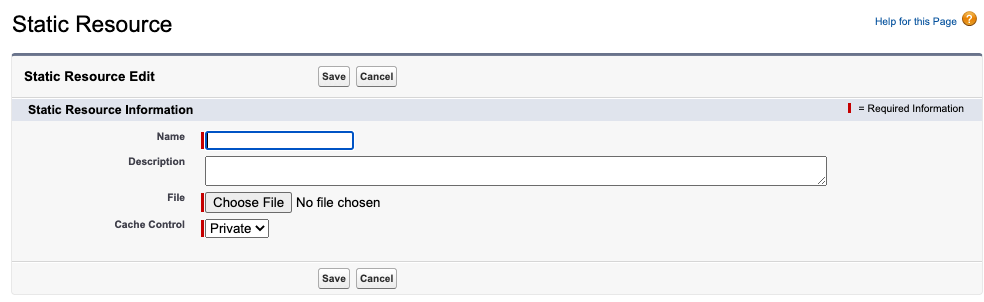 Static Resource
Help for this Page ?
Static Resource Edit Save Cancel
Static Resource Information = Required Information
Name
Description
File Choose File No file chosen
Cache Control Private
Save Cancel